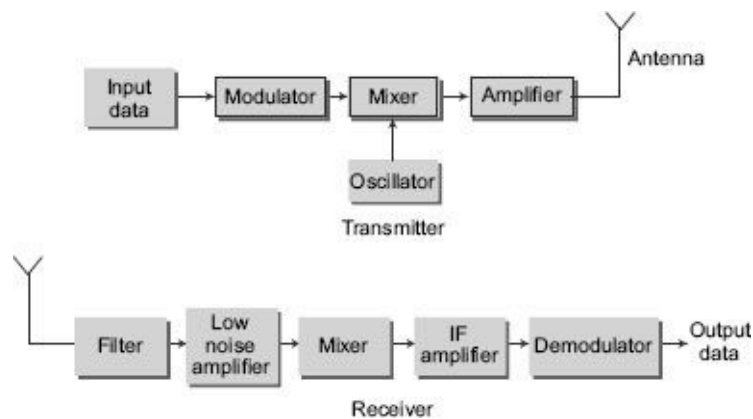 Antenna
Input
data
Modulator
Mixer
Amplifier
Oscillator
Transmitter
Filter
Low
noise
amplifier
Mixer
IF
amplifier
Demodulator
Output
data
Receiver